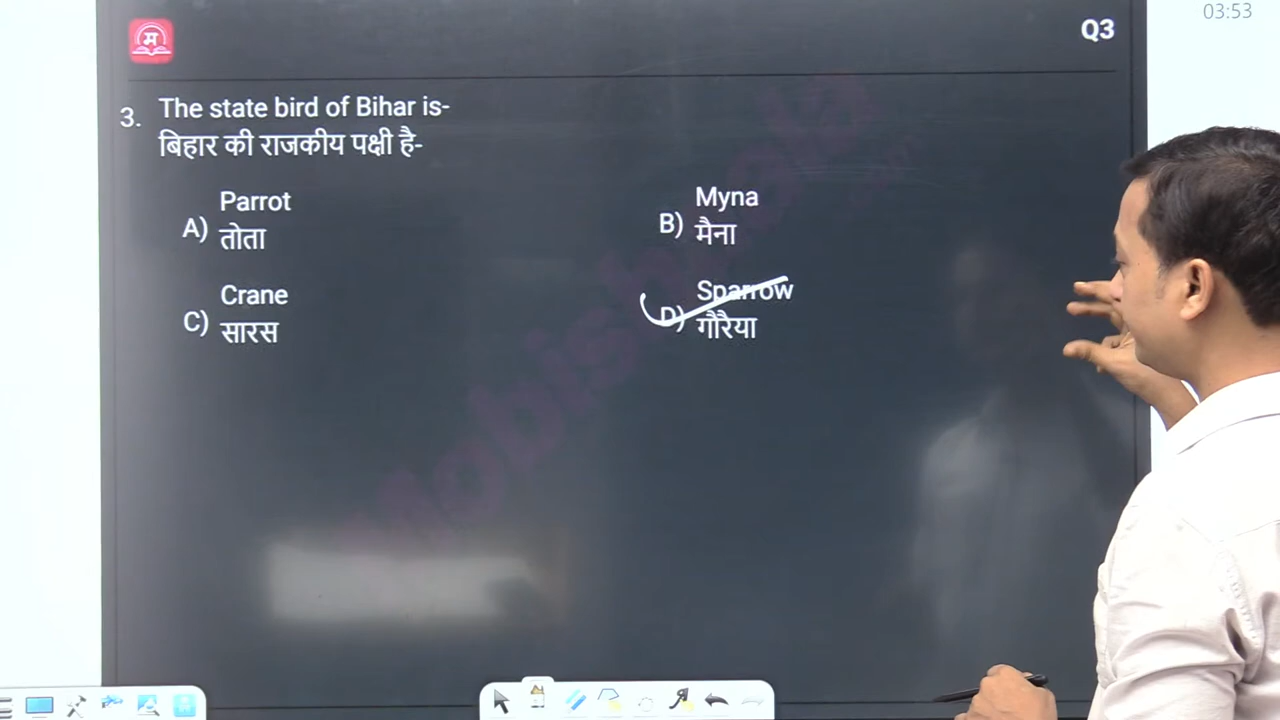 03:53
म
Q3
3. The state bird of Bihar is-
बिहार की राजकीय पक्षी है-
A) Parrot
तोता
B) Myna
मैना
C) Crane
सारस
D) Sparrow
गौरैया